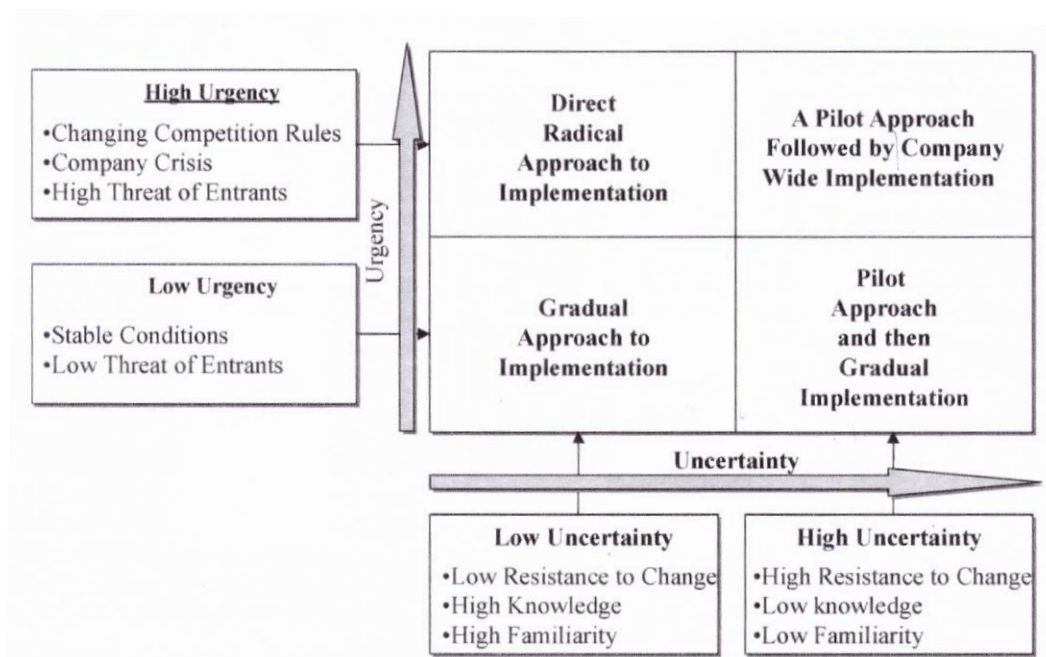 High Urgency
•Changing Competition Rules
•Company Crisis
•High Threat of Entrants
Low Urgency
•Stable Conditions
•Low Threat of Entrants
Urgency
Direct
Radical
Approach to
Implementation
A Pilot Approach
Followed by Company
Wide Implementation
Gradual
Approach to
Implementation
Pilot
Approach
and then
Gradual
Implementation
Uncertainty
Low Uncertainty
•Low Resistance to Change
•High Knowledge
•High Familiarity
High Uncertainty
•High Resistance to Change
•Low knowledge
•Low Familiarity